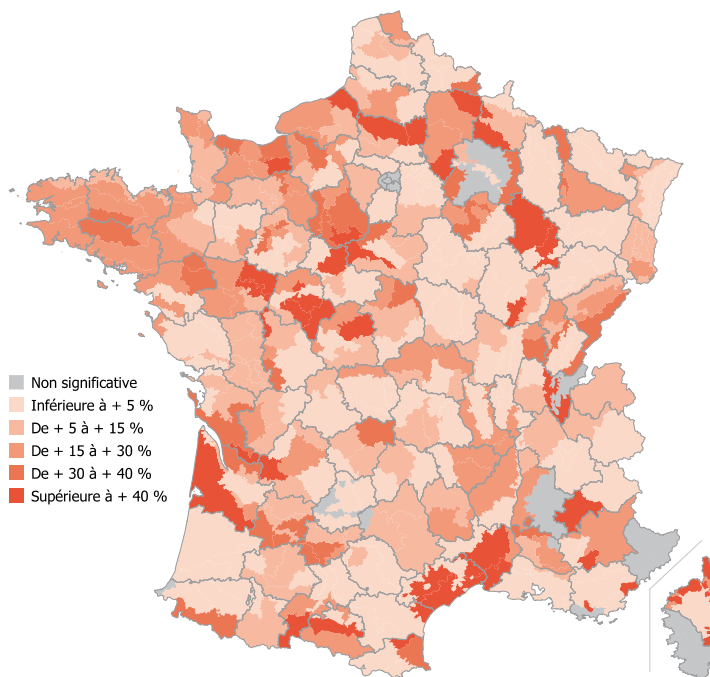 Non significative
Inférieure à + 5 %
De + 5 à + 15 %
De + 15 à + 30 %
De + 30 à + 40 %
Supérieure à + 40 %